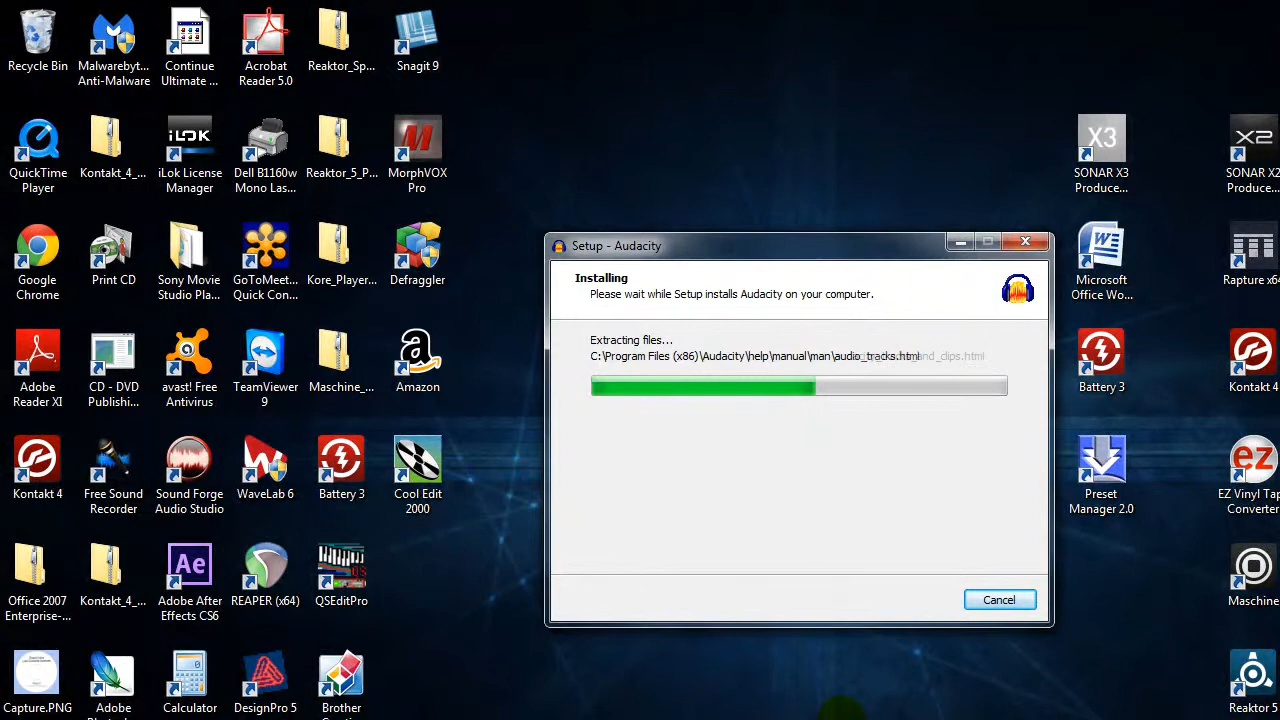 Recycle Bin
Malwarebyt...
Anti-Malware
Continue
Ultimate ...
Acrobat
Reader 5.0
Reaktor_Sp...
Snagit 9
QuickTime
Player
Kontakt_4_...
iLOK
iLok License
Manager
Dell B1160w
Mono Las...
Reaktor_5_P...
MorphVOX
Pro
X3
SONAR X3
Produce...
X2
SONAR X2
Produce...
Google
Chrome
Print CD
Sony Movie
Studio Pla...
GoToMeet...
Quick Con...
Kore_Player...
Defraggler
Setup - Audacity
Installing
Please wait while Setup installs Audacity on your computer.
Extracting files...
C:\Program Files (x86)\Audacity\help\manual\man\audio_tracks.html
and_clips.html
Cancel
Microsoft
Office Wo...
Rapture x64
Adobe
Reader XI
CD - DVD
Publishi...
avast! Free
Antivirus
TeamViewer
9
Maschine_...
Amazon
Battery 3
Kontakt 4
Kontakt 4
Free Sound
Recorder
Sound Forge
Audio Studio
WaveLab 6
Battery 3
Cool Edit
2000
Preset
Manager 2.0
ez
EZ Vinyl Tap
Converter
Office 2007
Enterprise-...
Kontakt_4_...
Ae
Adobe After
Effects CS6
REAPER (x64)
QSEditPro
Maschine
Capture.PNG
Adobe
Calculator
DesignPro 5
Brother
Reaktor 5